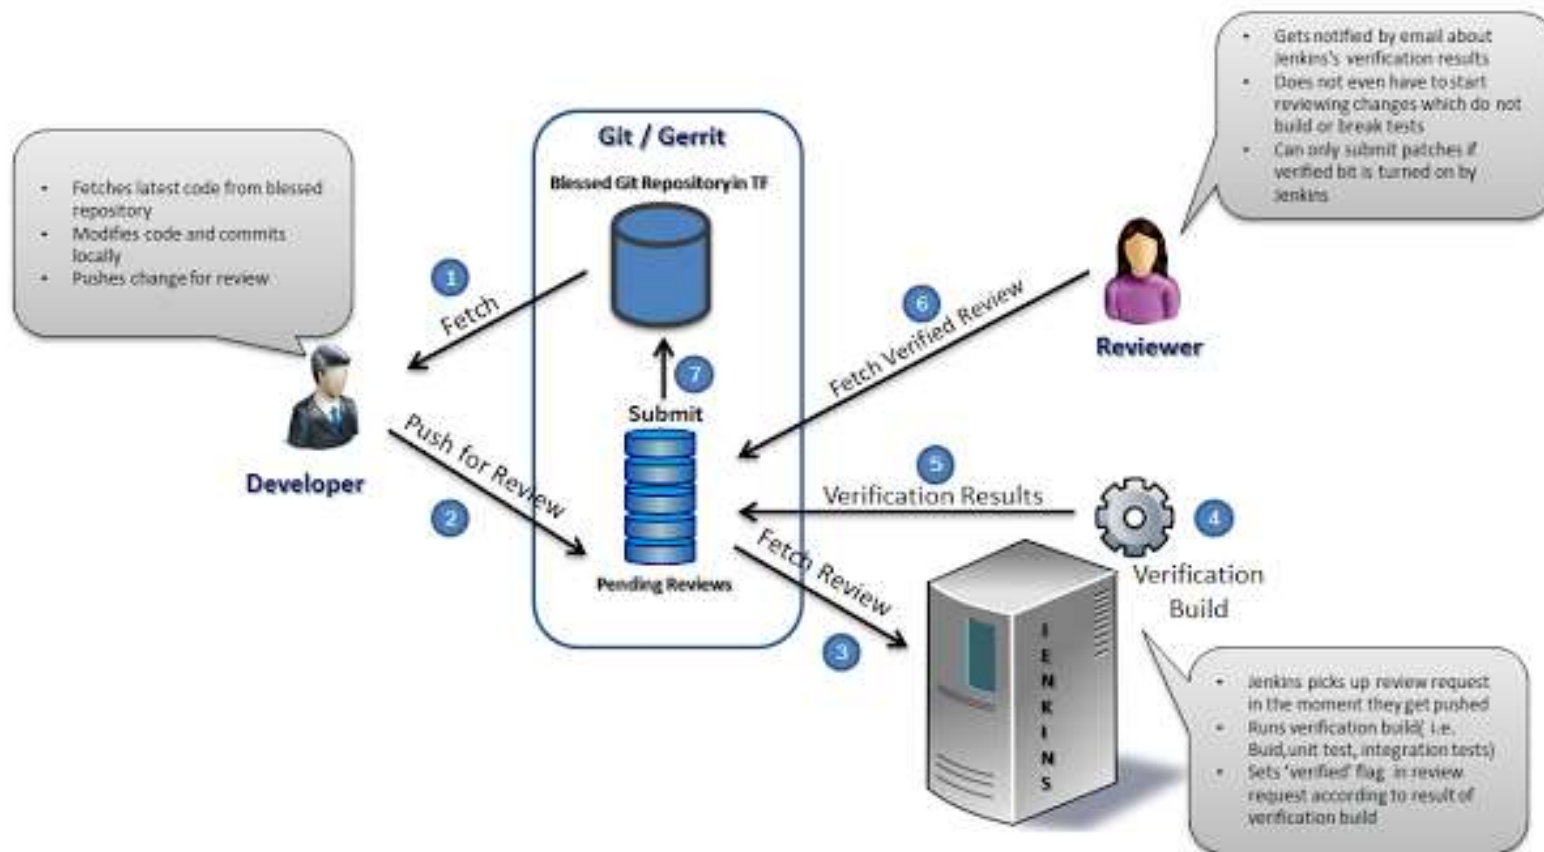 Git / Gerrit
Blessed Git Repository in TF
• Fetches latest code from blessed
repository
• Modifies code and commits
locally
• Pushes change for review
Developer
1
Fetch
2
Push for Review
7
Submit
Pending Reviews
3
Fetch Review
JENKINS
4
Verification
Build
5
Verification Results
6
Fetch Verified Review
Reviewer
• Gets notified by email about
Jenkins's verification results
• Does not even have to start
reviewing changes which do not
build or break tests
• Can only submit patches if
verified bit is turned on by
Jenkins
• Jenkins picks up review request
in the moment they get pushed
• Runs verification build( i.e.
Buid,unit test, integration tests)
• Sets 'verified' flag in review
request according to result of
verification build